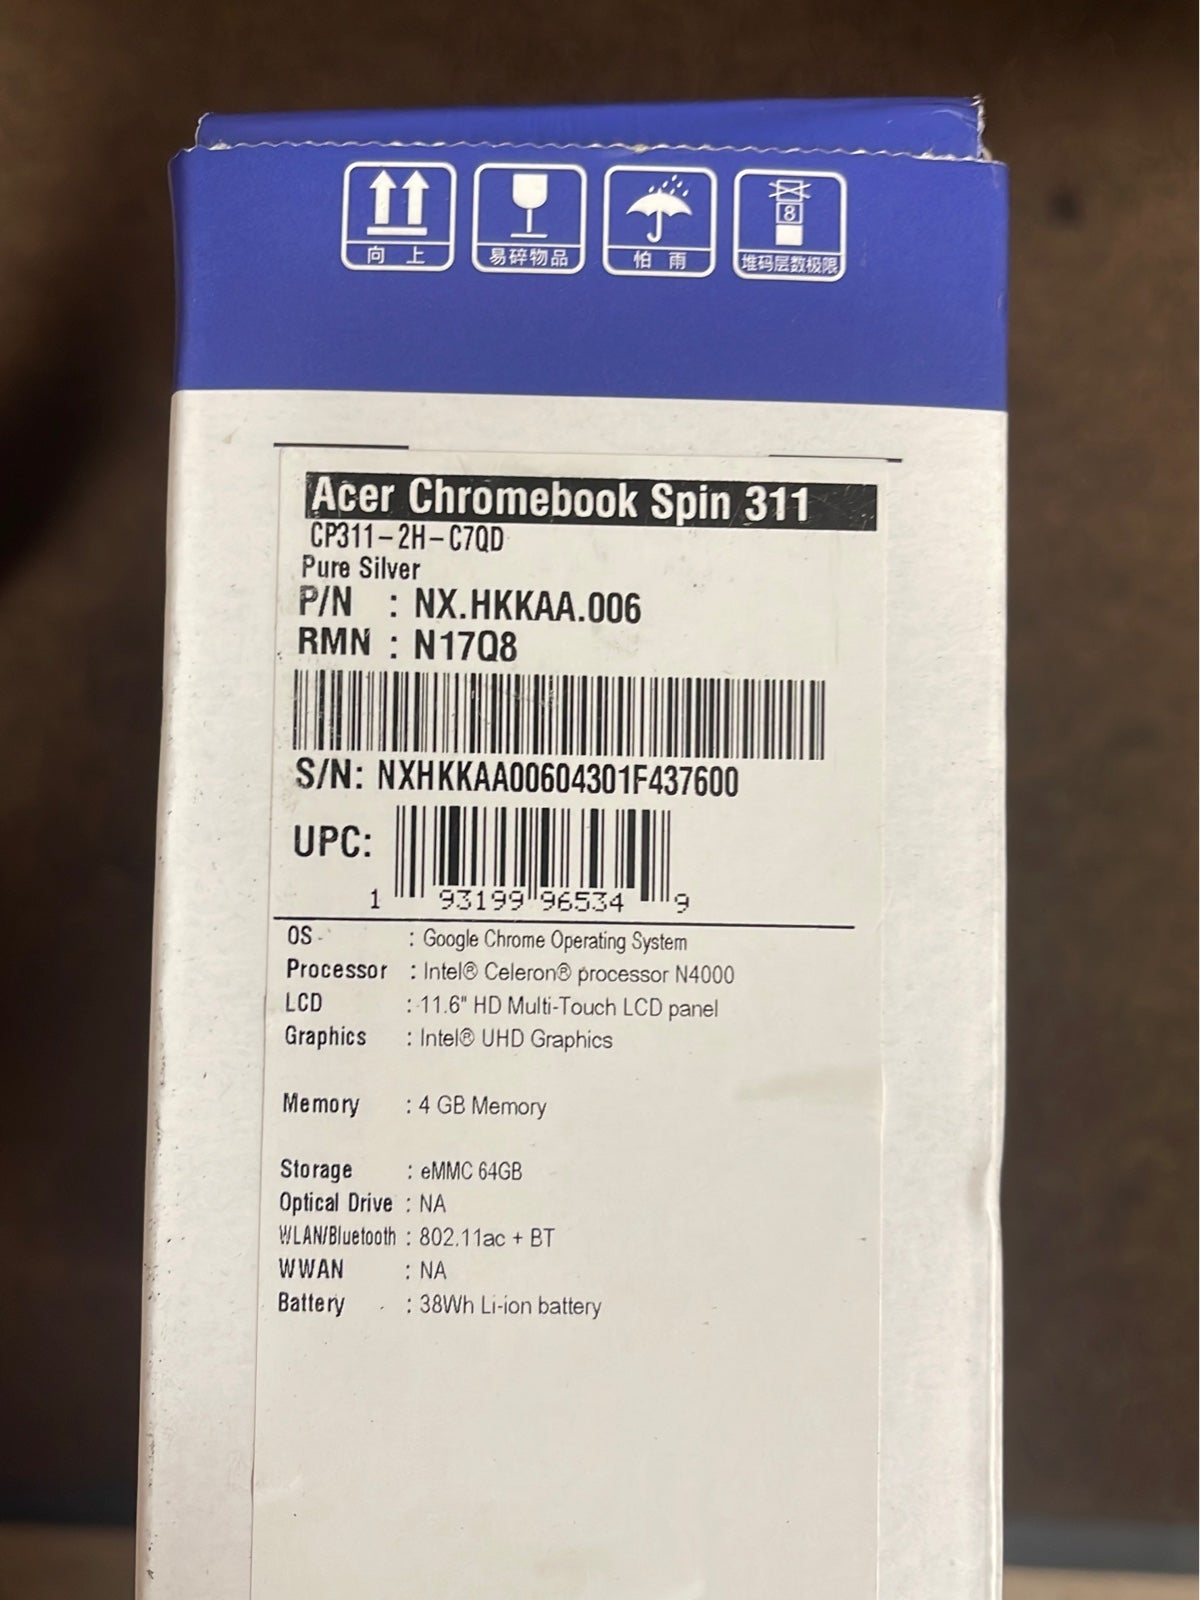 向 上
易碎物品
怕 雨
8
堆码层数极限
Acer Chromebook Spin 311
CP311-2H-C7QD
Pure Silver
P/N : NX.HKKAA.006
RMN : N17Q8
S/N: NXHKKAA00604301F437600
UPC:
1 93199 96534 9
OS : Google Chrome Operating System
Processor : Intel® Celeron® processor N4000
LCD : 11.6" HD Multi-Touch LCD panel
Graphics : Intel® UHD Graphics
Memory : 4 GB Memory
Storage : eMMC 64GB
Optical Drive : NA
WLAN/Bluetooth : 802.11ac + BT
WWAN : NA
Battery : 38Wh Li-ion battery